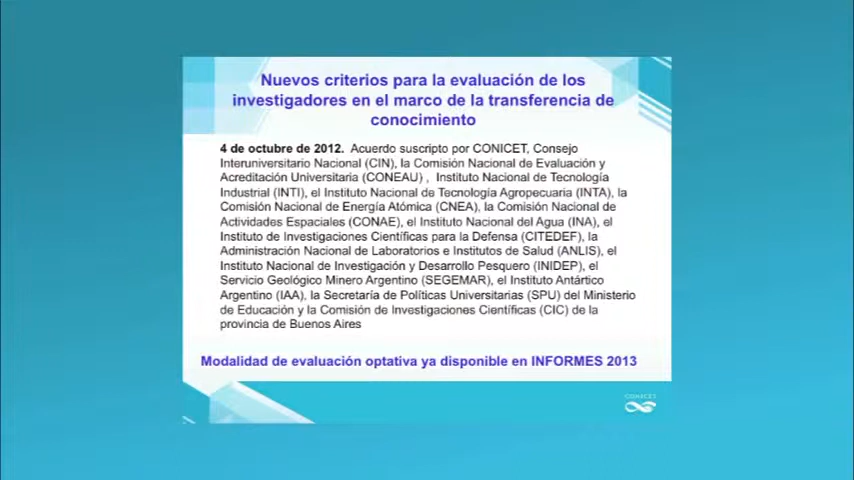 Nuevos criterios para la evaluación de los
investigadores en el marco de la transferencia de
conocimiento
4 de octubre de 2012. Acuerdo suscripto por CONICET, Consejo
Interuniversitario Nacional (CIN), la Comisión Nacional de Evaluación y
Acreditación Universitaria (CONEAU) , Instituto Nacional de Tecnología
Industrial (INTI), el Instituto Nacional de Tecnología Agropecuaria (INTA), la
Comisión Nacional de Energía Atómica (CNEA), la Comisión Nacional de
Actividades Espaciales (CONAE), el Instituto Nacional del Agua (INA), el
Instituto de Investigaciones Científicas para la Defensa (CITEDEF), la
Administración Nacional de Laboratorios e Institutos de Salud (ANLIS), el
Instituto Nacional de Investigación y Desarrollo Pesquero (INIDEP), el
Servicio Geológico Minero Argentino (SEGEMAR), el Instituto Antártico
Argentino (IAA), la Secretaría de Políticas Universitarias (SPU) del Ministerio
de Educación y la Comisión de Investigaciones Científicas (CIC) de la
provincia de Buenos Aires
Modalidad de evaluación optativa ya disponible en INFORMES 2013
CONICET